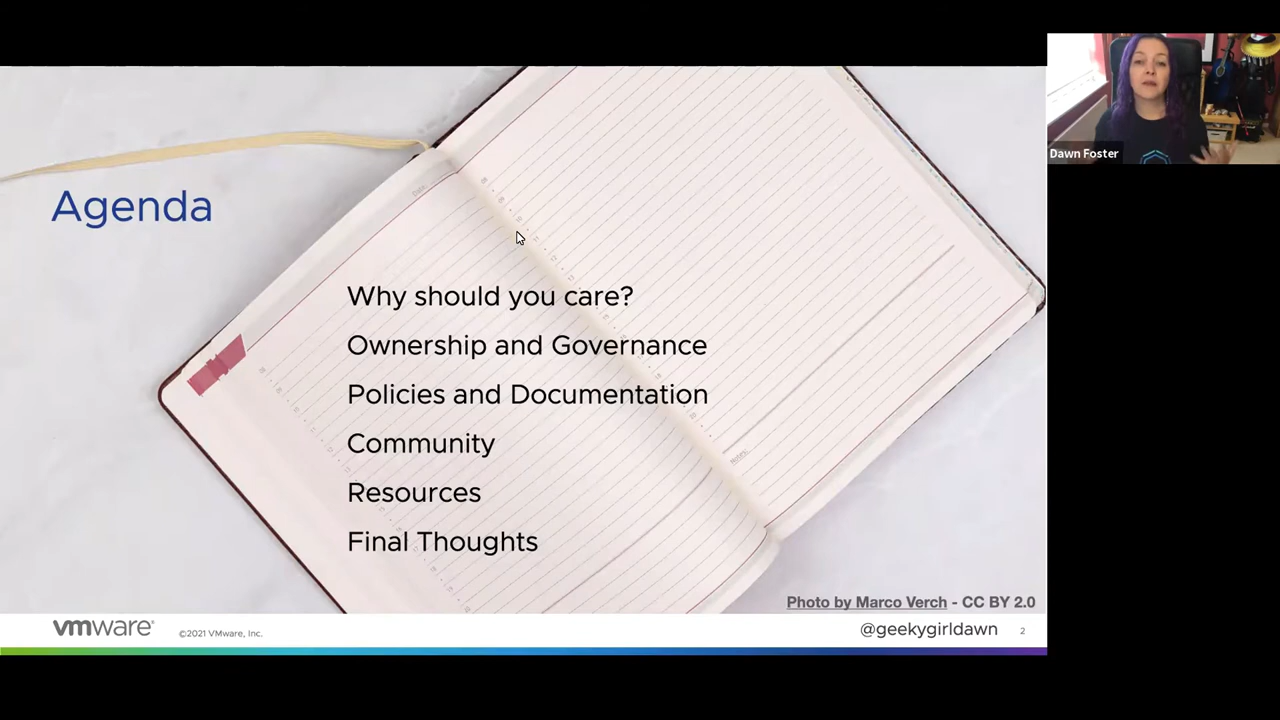 Dawn Foster
Agenda
Why should you care?
Ownership and Governance
Policies and Documentation
Community
Resources
Final Thoughts
Photo by Marco Verch - CC BY 2.0
vmware®
©2021 VMware, Inc.
@geekygirldawn
2
Notes: